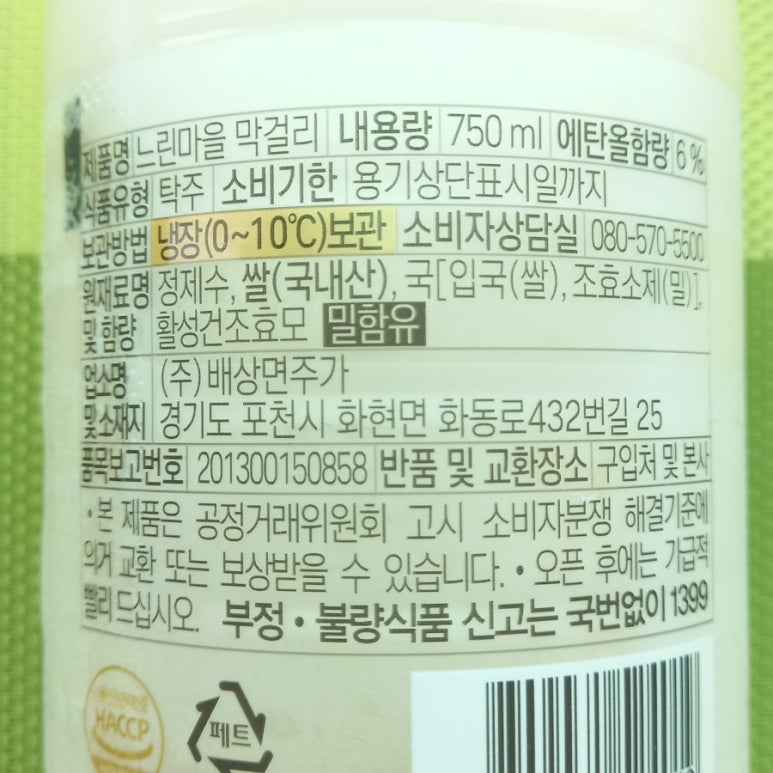 제품명 느린마을 막걸리 내용량 750 ml 에탄올함량 6 %
식품유형 탁주 소비기한 용기상단표시일까지
보관방법 냉장(0~10℃)보관 소비자상담실 080-570-5500
원재료명 정제수, 쌀(국내산), 국[입국(쌀), 조효소제(밀)],
및 함량 활성건조효모 밀함유
업소명 (주)배상면주가
및소재지 경기도 포천시 화현면 화동로432번길 25
품목보고번호 201300150858 반품 및 교환장소 구입처 및 본사
• 본 제품은 공정거래위원회 고시 소비자분쟁 해결기준에
의거 교환 또는 보상받을 수 있습니다. • 오픈 후에는 가급적
빨리 드십시오. 부정 • 불량식품 신고는 국번없이 1399
HACCP
페트